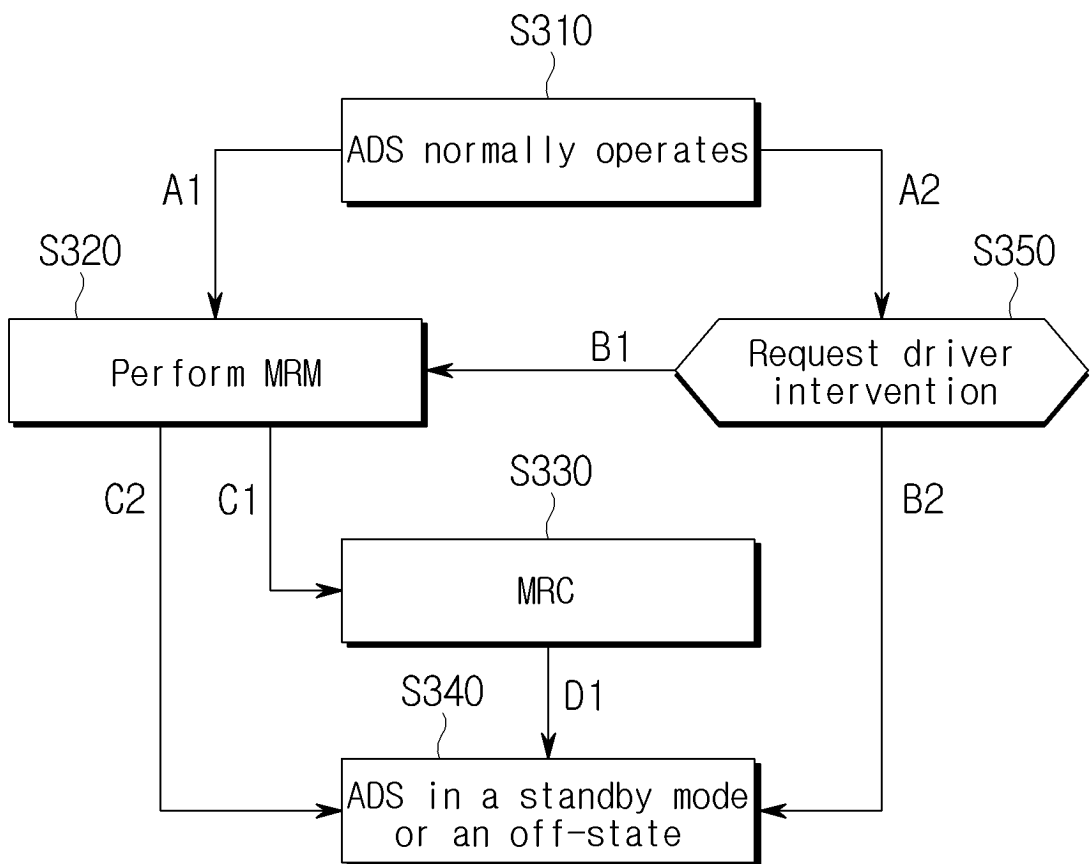 S310
ADS normally operates
A1
A2
S320
S350
Perform MRM
B1
Request driver
intervention
C2
C1
S330
B2
MRC
S340
D1
ADS in a standby mode
or an off-state